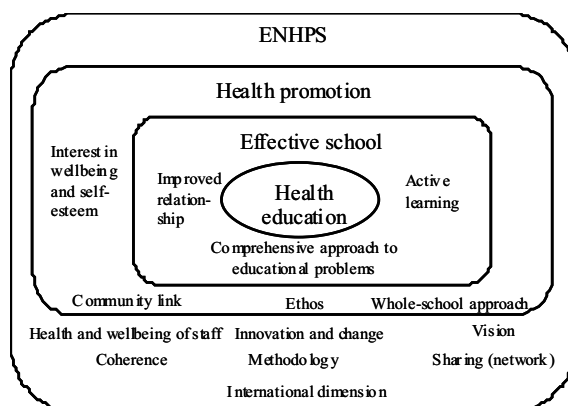 ENHPS
Health promotion
Effective school
Interest in
wellbeing
and self-
esteem
Improved
relation-
ship
Health
education
Active
learning
Comprehensive approach to
educational problems
Community link
Ethos
Whole-school approach
Health and wellbeing of staff
Innovation and change
Vision
Coherence
Methodology
Sharing (network)
International dimension